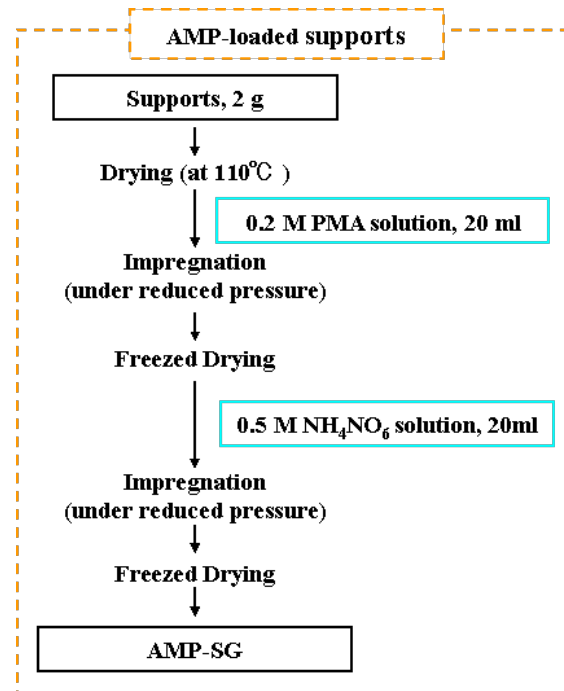 AMP-loaded supports
Supports, 2 g
Drying (at 110℃ )
0.2 M PMA solution, 20 ml
Impregnation
(under reduced pressure)
Freezed Drying
0.5 M NH₄NO₆ solution, 20ml
Impregnation
(under reduced pressure)
Freezed Drying
AMP-SG